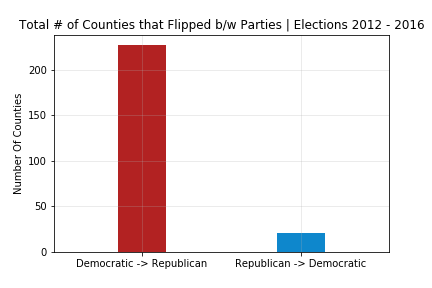 Total # of Counties that Flipped b/w Parties | Elections 2012 - 2016
Number Of Counties
200
150
100
50
0
Democratic -> Republican
Republican -> Democratic